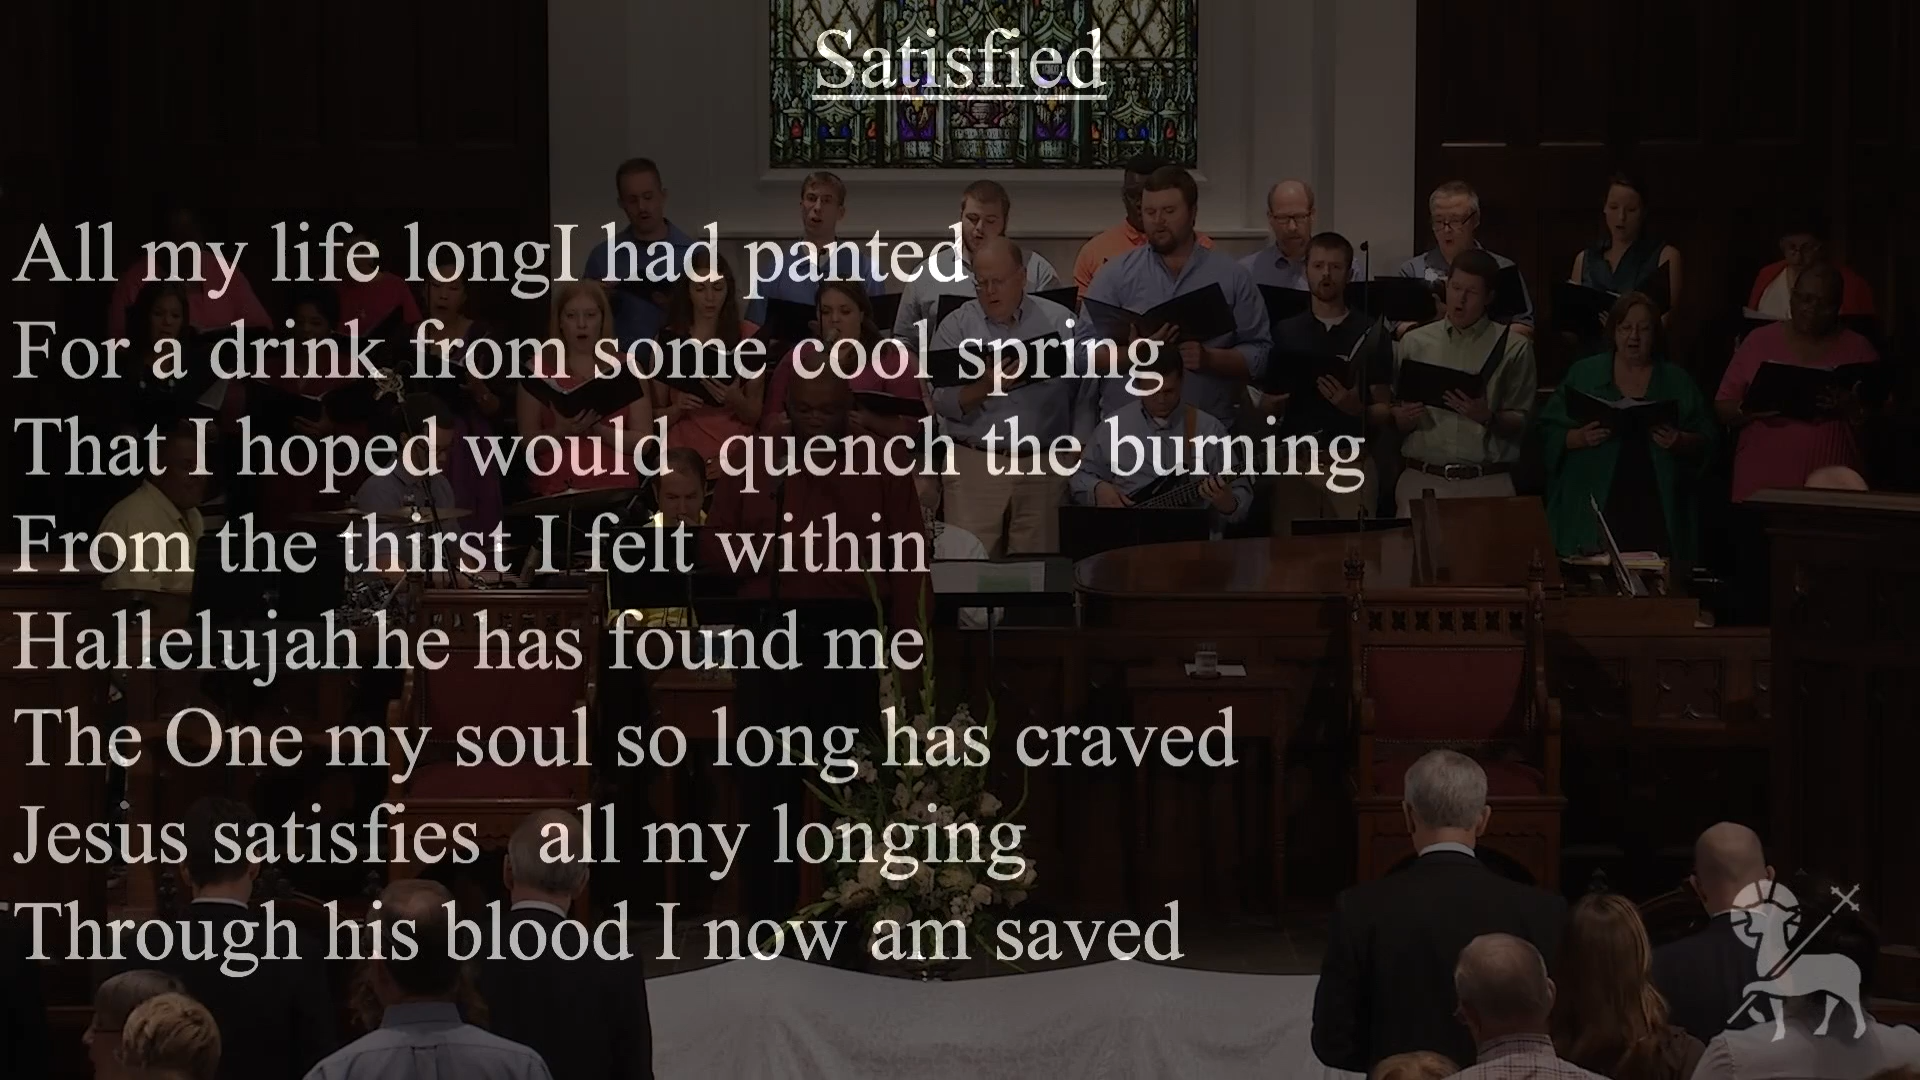 Satisfied
All my life longI had panted
For a drink from some cool spring
That I hoped would  quench the burning
From the thirst I felt within
Hallelujah he has found me
The One my soul so long has craved
Jesus satisfies   all my longing
Through his blood I now am saved